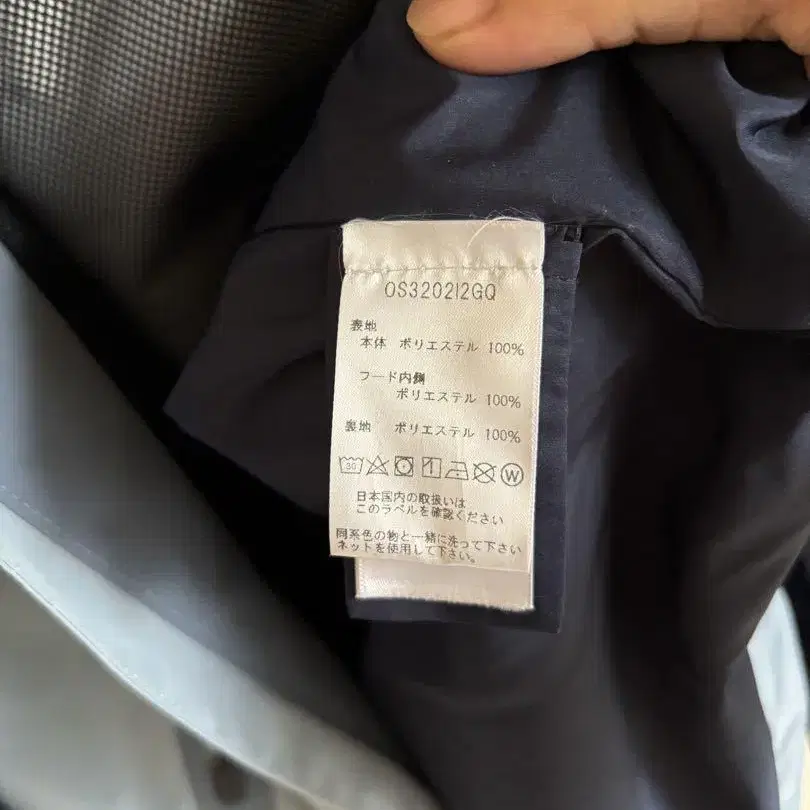 OS3202I2GQ
表地
本体 ポリエステル 100%
フード内側
ポリエステル 100%
裏地 ポリエステル 100%
30 W
日本国内の取扱いは
このラベルを確認ください
同系色の物と一緒に洗って下さい
ネットを使用して下さい。